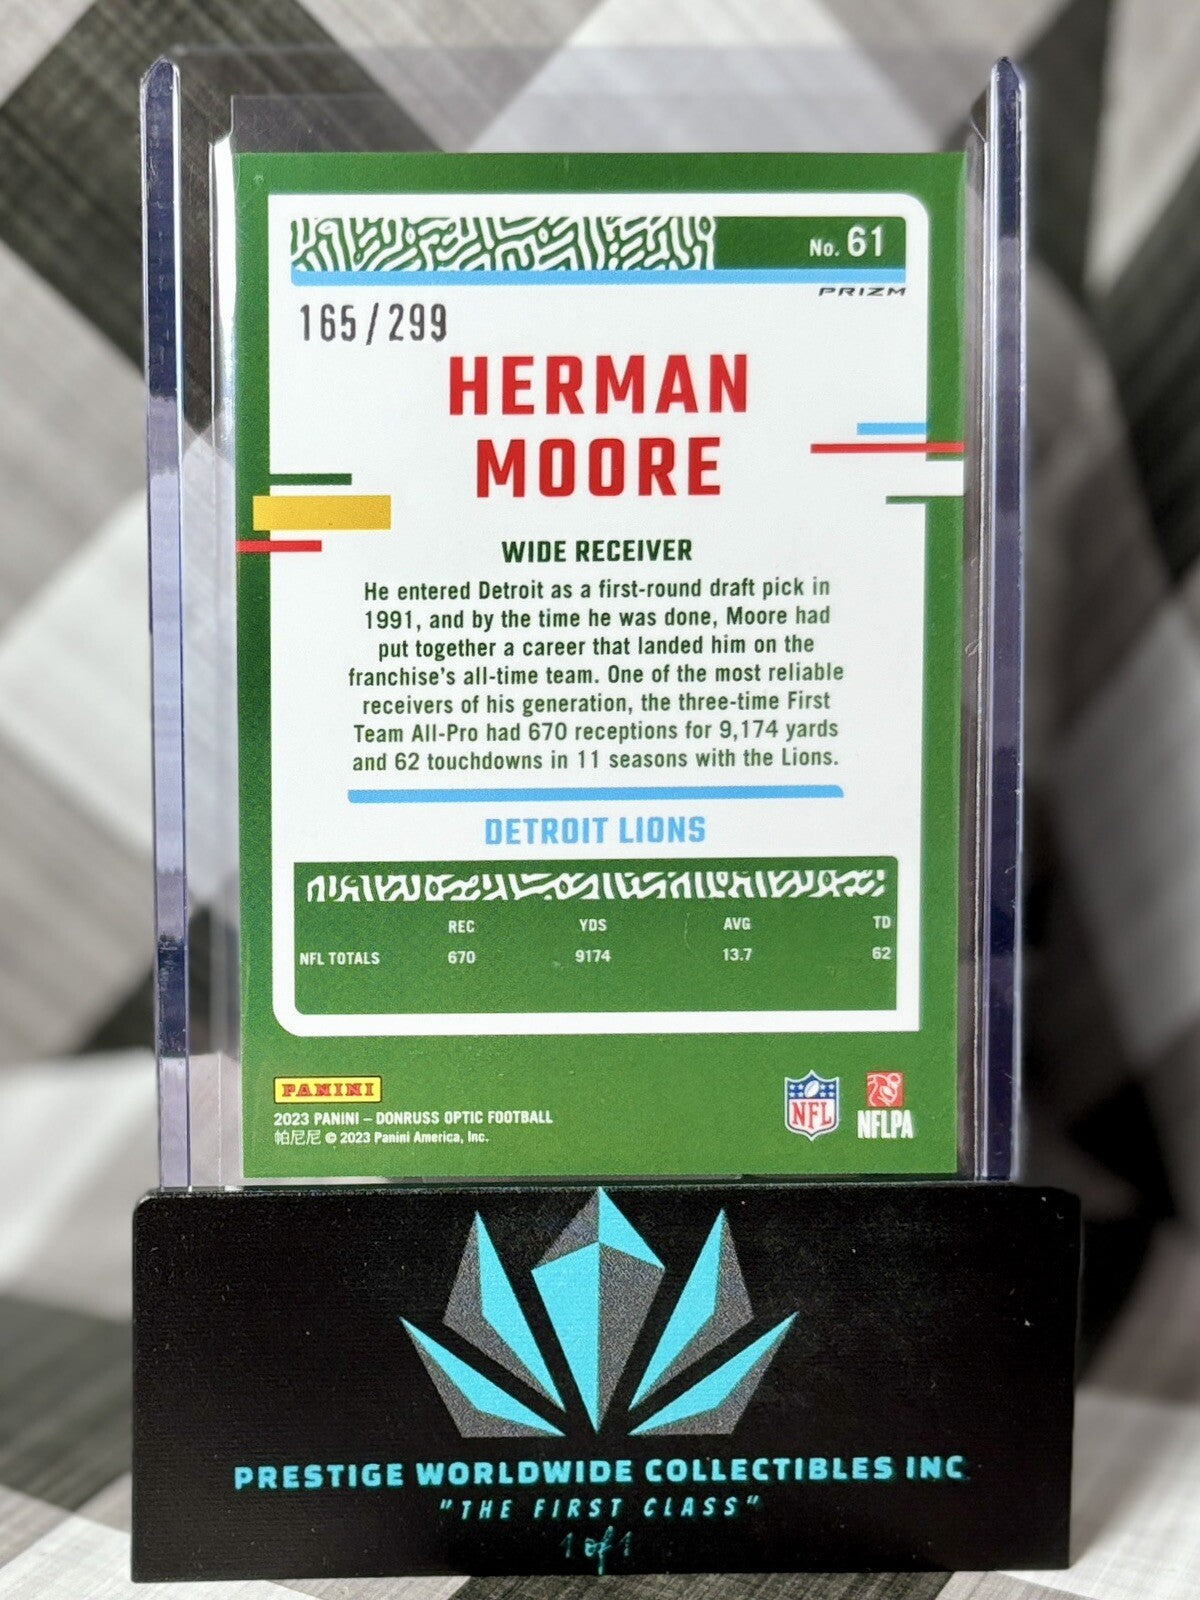 No. 61
PRIZM
165/299
HERMAN
MOORE
WIDE RECEIVER
He entered Detroit as a first-round draft pick in
1991, and by the time he was done, Moore had
put together a career that landed him on the
franchise's all-time team. One of the most reliable
receivers of his generation, the three-time First
Team All-Pro had 670 receptions for 9,174 yards
and 62 touchdowns in 11 seasons with the Lions.
DETROIT LIONS
REC YDS AVG TD
NFL TOTALS 670 9174 13.7 62
PANINI
2023 PANINI – DONRUSS OPTIC FOOTBALL
帕尼尼 © 2023 Panini America, Inc.
NFL
NFLPA
PRESTIGE WORLDWIDE COLLECTIBLES INC
"THE FIRST CLASS"
1 of 1